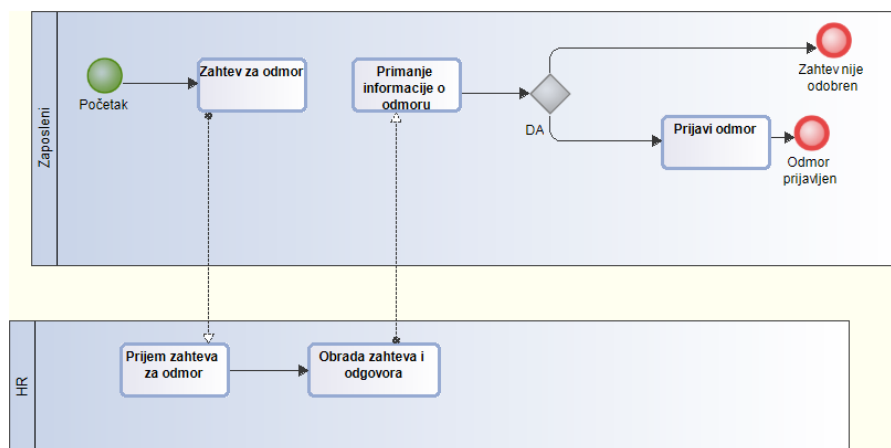 Zaposleni
Početak
Zahtev za odmor
Primanje
informacije o
odmoru
DA
Zahtev nije
odobren
Prijavi odmor
Odmor
prijavljen
HR
Prijem zahteva
za odmor
Obrada zahteva i
odgovora